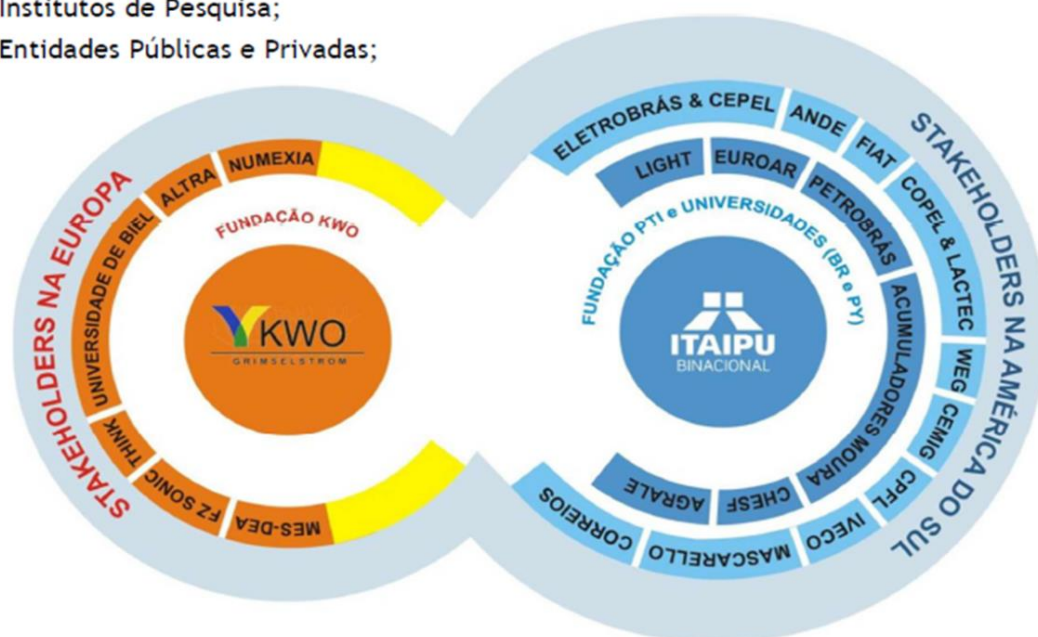 Institutos de Pesquisa;
Entidades Públicas e Privadas;
STAKEHOLDERS NA EUROPA
NUMEXIA
ALTRA
UNIVERSIDADE DE BIEL
THINK
FZ SONIC
MES-DEA
FUNDAÇÃO KWO
KWO
GRIMSELSTROM
STAKEHOLDERS NA AMÉRICA DO SUL
ELETROBRÁS & CEPEL
ANDE
FIAT
COPEL & LACTEC
WEG
CEMIG
CPFL
IVECO
MASCARELLO
CORREIOS
LIGHT
EUROAR
PETROBRÁS
ACUMULADORES MOURA
CHESF
AGRALE
FUNDAÇÃO PTI e UNIVERSIDADES (BR e PY)
ITAIPU
BINACIONAL